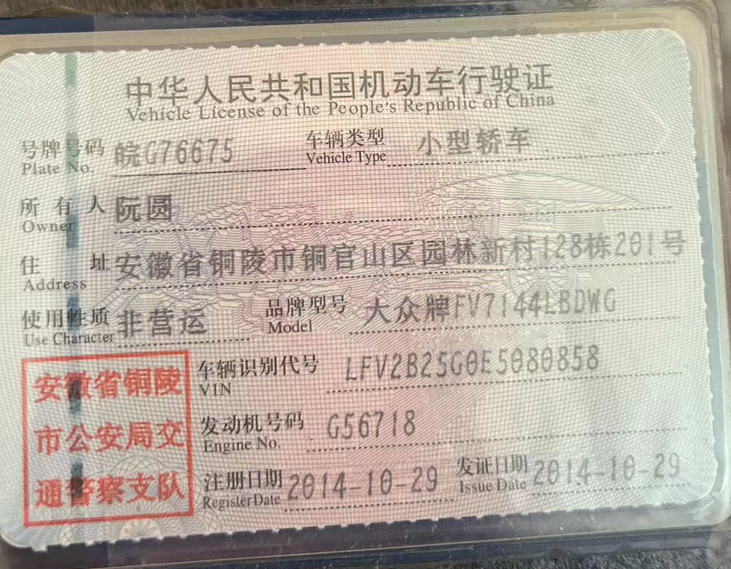 中华人民共和国机动车行驶证
Vehicle License of the People's Republic of China
号牌号码 皖G76675 车辆类型 小型轿车
Plate No. Vehicle Type
所有人 阮圆
Owner
住址 安徽省铜陵市铜官山区园林新村128栋201号
Address
使用性质 非营运 品牌型号 大众牌FV7144LBDWG
Use Character Model
安徽省铜陵 车辆识别代号 LFV2B25G0E5080858
VIN
市公安局交 发动机号码 G56718
Engine No.
通警察支队 注册日期 2014-10-29 发证日期 2014-10-29
Register Date Issue Date